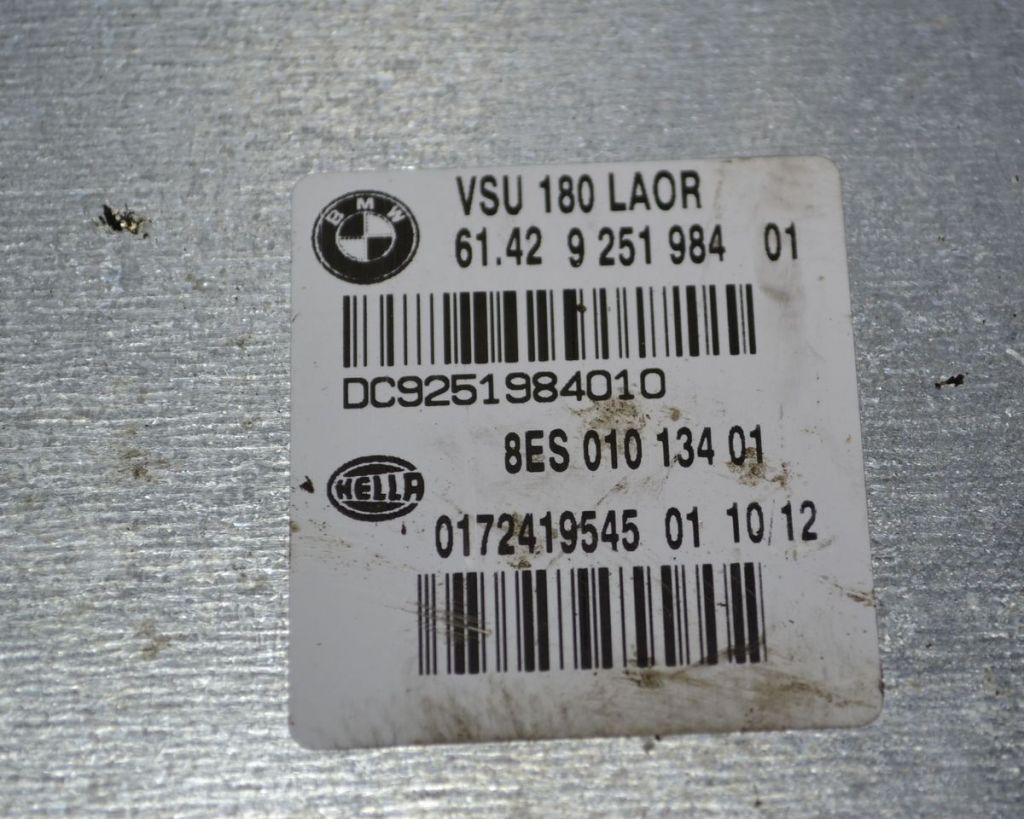 BMW
VSU 180 LAOR
61.42 9 251 984 01
DC9251984010
8ES 010 134 01
HELLA
0172419545 01 10/12